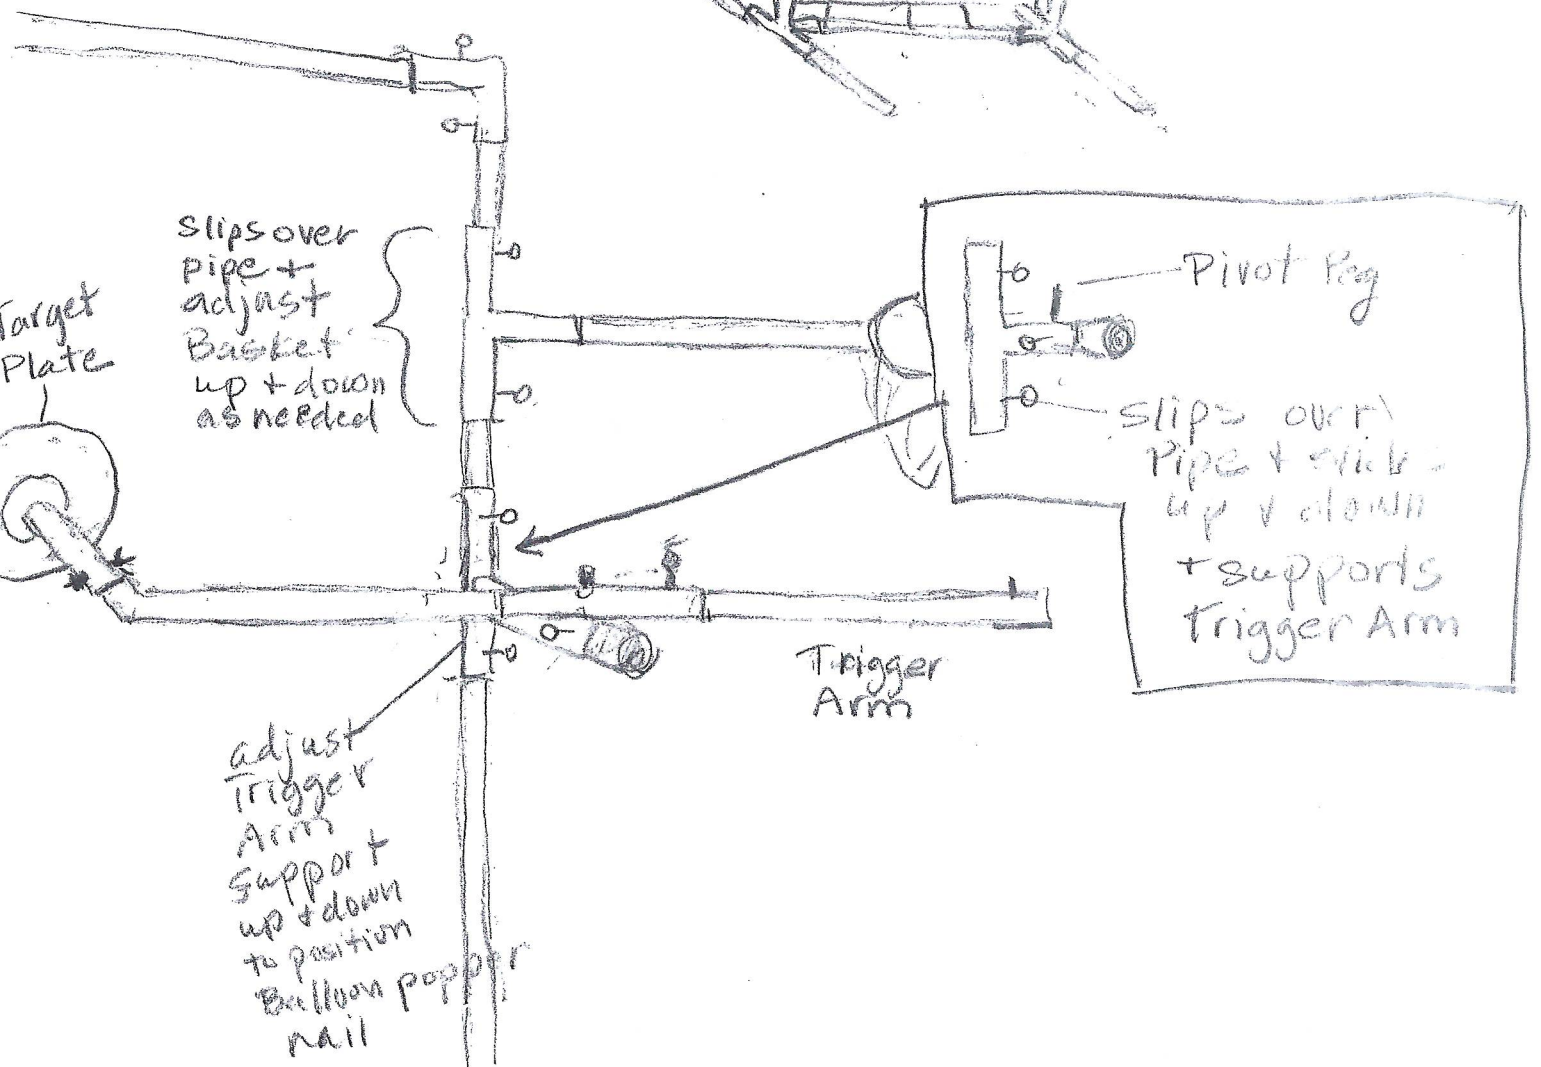 slips over
pipe +
adjust
Basket
up + down
as needed
Target
Plate
Pivot Peg
slips over
Pipe +
up + down
+ supports
Trigger Arm
Trigger
Arm
adjust
Trigger
Arm
support
up + down
to position
Balloon popper
nail